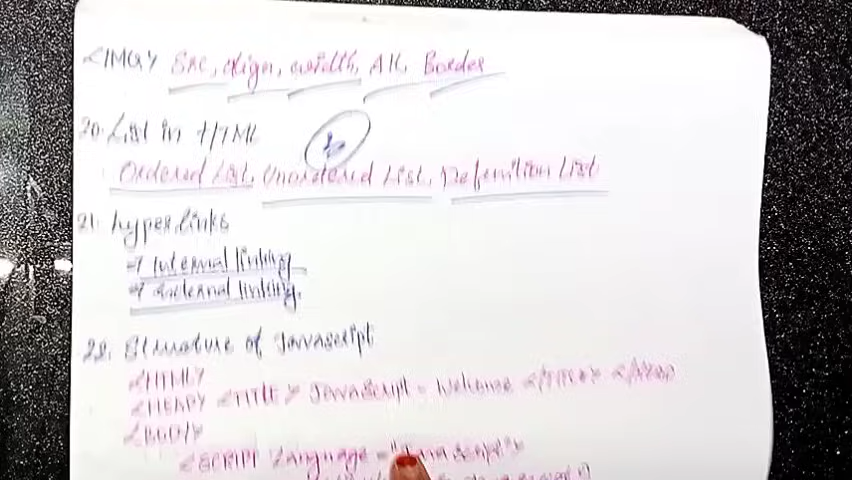 <IMG> Src, align, width, Alt, Border
20. List in HTML
Ordered List, Unordered List, Defenition List
21. hyperlinks
→ Internal linking
→ External linking.
22. Structure of Javascript
<HTML>
<HEAD> <TITLE> JavaScript - Welcome </TITLE> </HEAD>
<BODY>
<SCRIPT Language = "Javascript">